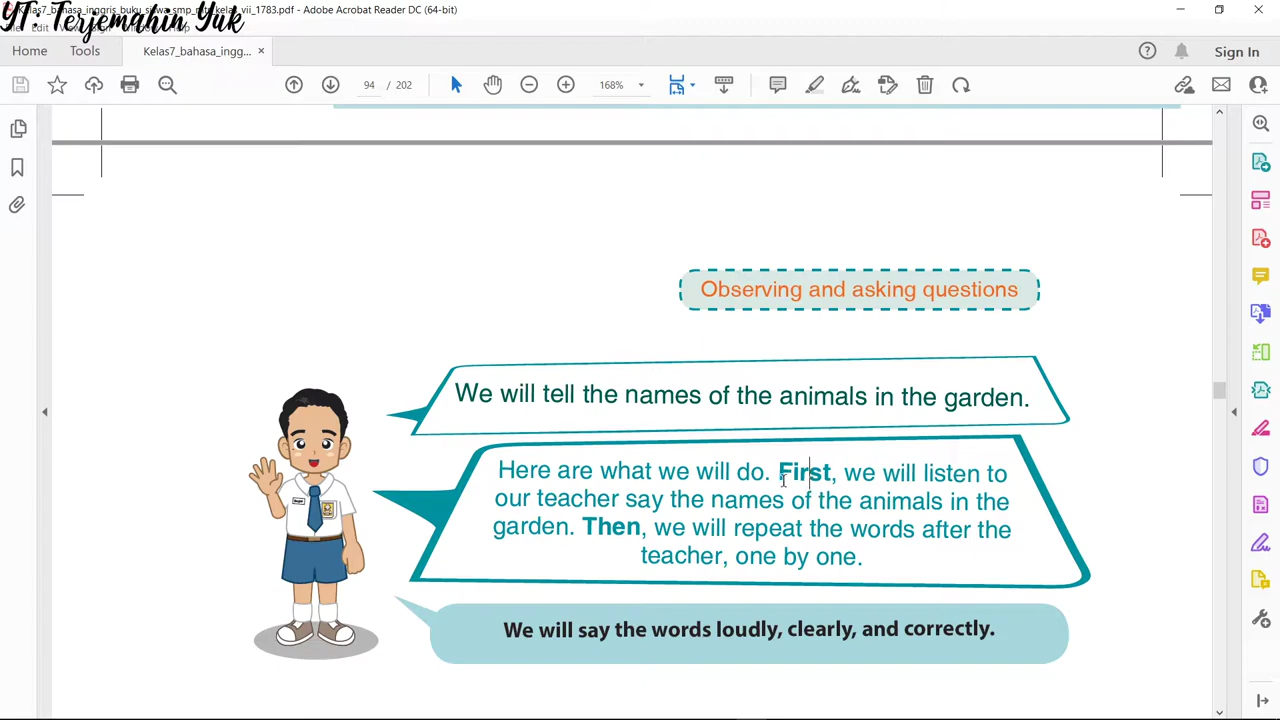 YT: Terjemahin Yuk
Kelas7_bahasa_inggris_buku_siswa_smp_mts_kelas_vii_1783.pdf - Adobe Acrobat Reader DC (64-bit)
Home Tools Kelas7_bahasa_ingg... × Sign In
94 / 202 168%
Observing and asking questions
We will tell the names of the animals in the garden.
Here are what we will do. First, we will listen to
our teacher say the names of the animals in the
garden. Then, we will repeat the words after the
teacher, one by one.
We will say the words loudly, clearly, and correctly.